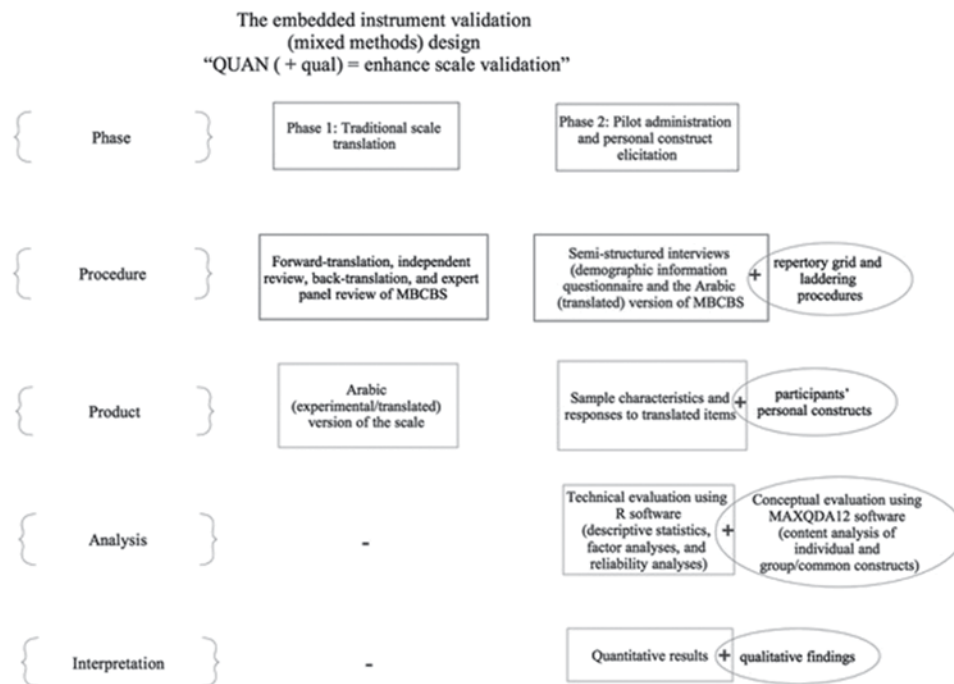 The embedded instrument validation
(mixed methods) design
“QUAN ( + qual) = enhance scale validation”
Phase
Phase 1: Traditional scale
translation
Phase 2: Pilot administration
and personal construct
elicitation
Procedure
Forward-translation, independent
review, back-translation, and expert
panel review of MBCBS
Semi-structured interviews
(demographic information
questionnaire and the Arabic
(translated) version of MBCBS
+
repertory grid and
laddering
procedures
Product
Arabic
(experimental/translated)
version of the scale
Sample characteristics and
responses to translated items
+
participants’
personal constructs
Analysis
-
Technical evaluation using
R software
(descriptive statistics,
factor analyses, and
reliability analyses)
+
Conceptual evaluation using
MAXQDA12 software
(content analysis of
individual and
group/common constructs)
Interpretation
-
Quantitative results
+
qualitative findings